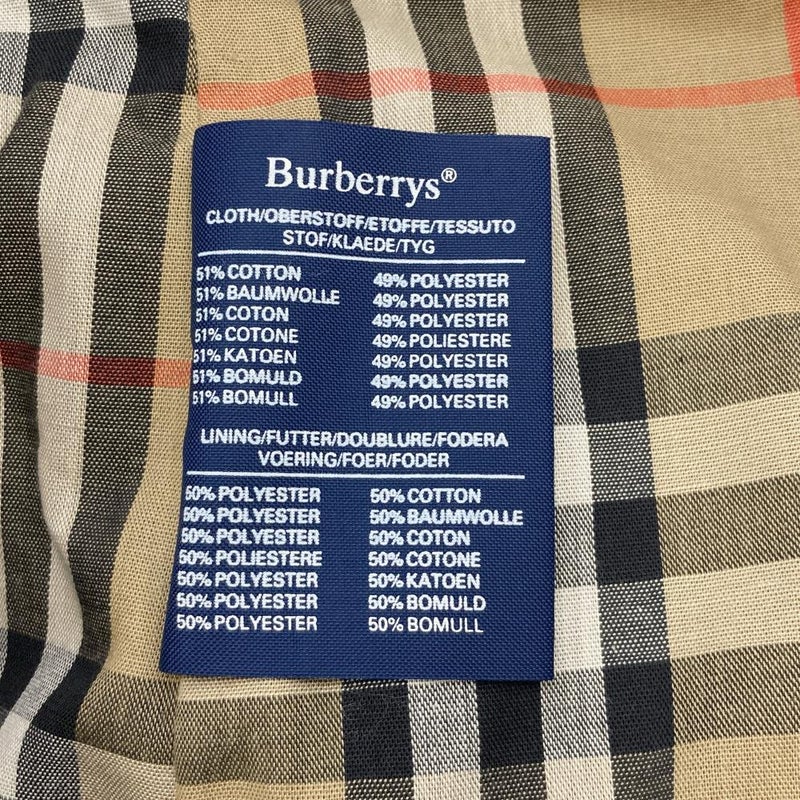 Burberrys®
CLOTH/OBERSTOFF/ETOFFE/TESSUTO
STOF/KLAEDE/TYG
51% COTTON 49% POLYESTER
51% BAUMWOLLE 49% POLYESTER
51% COTON 49% POLYESTER
51% COTONE 49% POLIESTERE
51% KATOEN 49% POLYESTER
51% BOMULD 49% POLYESTER
51% BOMULL 49% POLYESTER
LINING/FUTTER/DOUBLURE/FODERA
VOERING/FOER/FODER
50% POLYESTER 50% COTTON
50% POLYESTER 50% BAUMWOLLE
50% POLYESTER 50% COTON
50% POLIESTERE 50% COTONE
50% POLYESTER 50% KATOEN
50% POLYESTER 50% BOMULD
50% POLYESTER 50% BOMULL